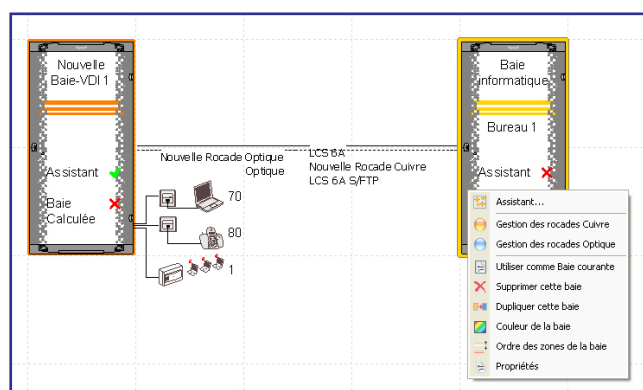 Nouvelle
Baie-VDI 1
Assistant
Baie
Calculée
Nouvelle Rocade Optique
Optique
LCS 6A
Nouvelle Rocade Cuivre
LCS 6A S/FTP
70
80
1
Baie
informatique
Bureau 1
Assistant
Assistant...
Gestion des rocades Cuivre
Gestion des rocades Optique
Utiliser comme Baie courante
Supprimer cette baie
Dupliquer cette baie
Couleur de la baie
Ordre des zones de la baie
Propriétés